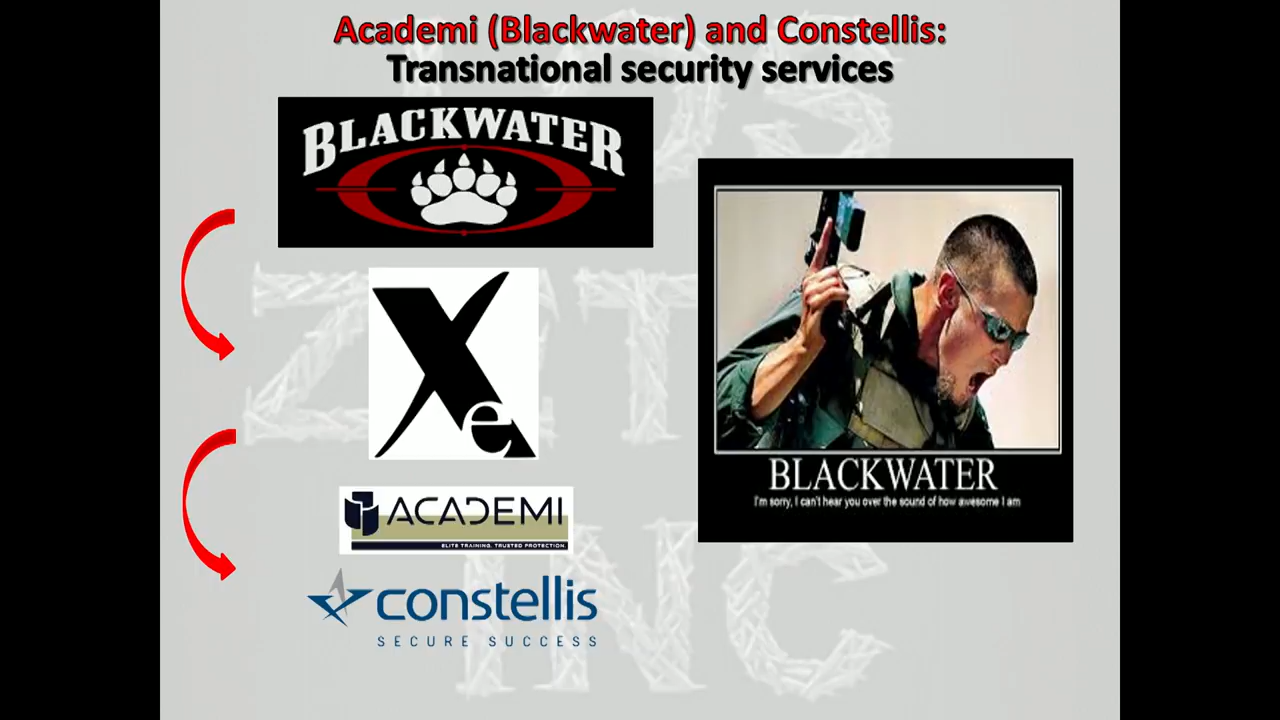 Academi (Blackwater) and Constellis:
Transnational security services
BLACKWATER
Xe
ACADEMI
ELITE TRAINING. TRUSTED PROTECTION.
constellis
SECURE SUCCESS
BLACKWATER
I'm sorry, I can't hear you over the sound of how awesome I am
INC